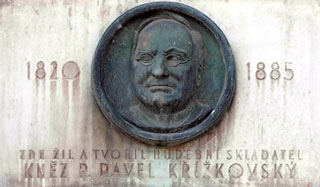 1820 1885
ZDE ŽIL A TVOŘIL HUDEBNÍ SKLADATEL
KNĚZ P. PAVEL KŘÍŽKOVSKÝ